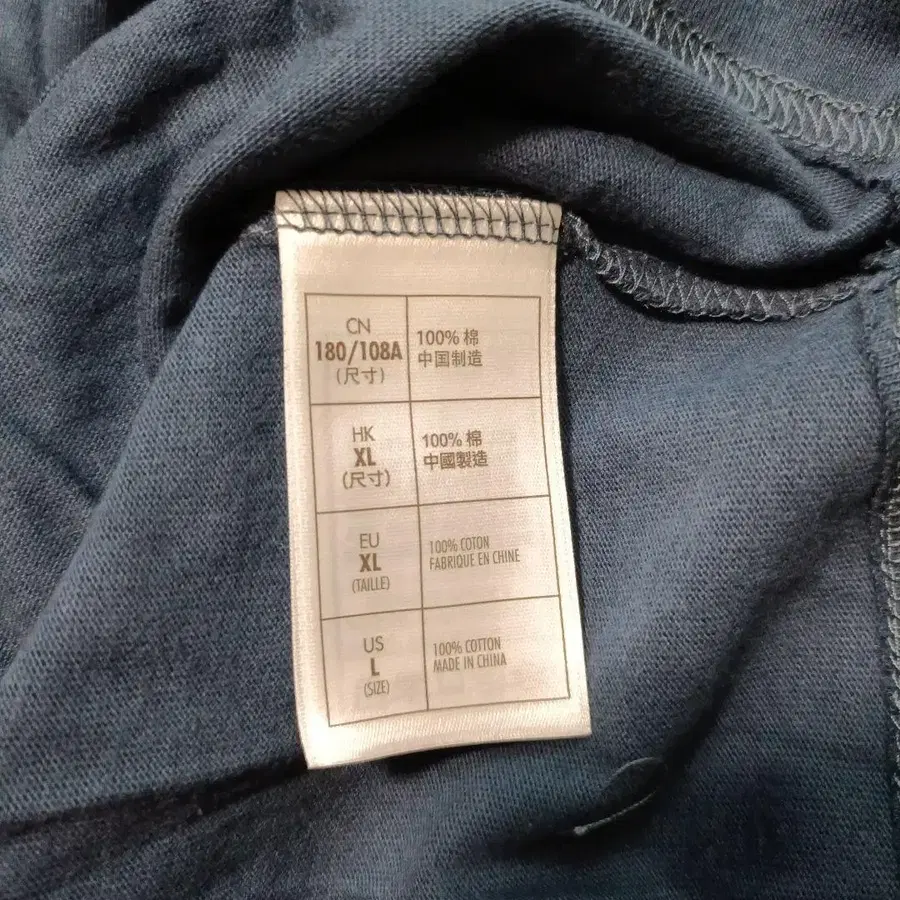 CN
180/108A
(尺寸)
100% 棉
中国制造
HK
XL
(尺寸)
100% 棉
中國製造
EU
XL
(TAILLE)
100% COTON
FABRIQUE EN CHINE
US
L
(SIZE)
100% COTTON
MADE IN CHINA